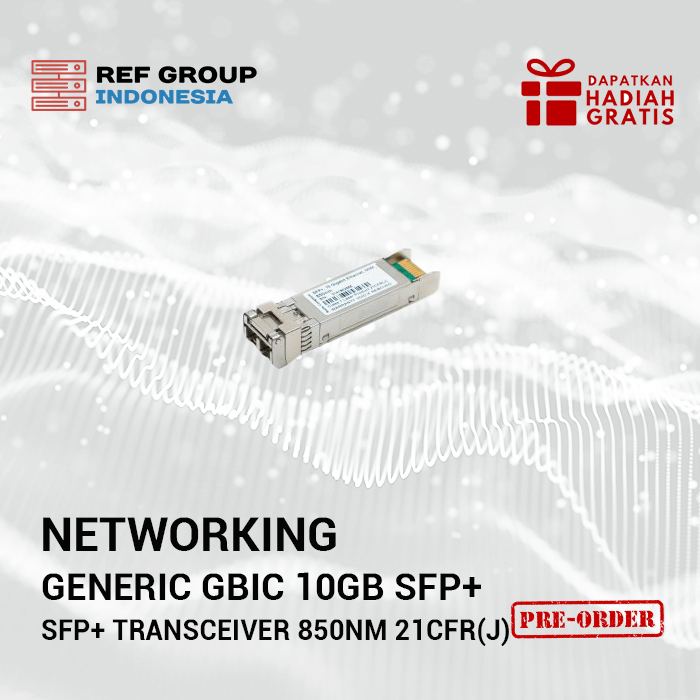 REF GROUP
INDONESIA
DAPATKAN
HADIAH
GRATIS
NETWORKING
GENERIC GBIC 10GB SFP+
SFP+ TRANSCEIVER 850NM 21CFR(J)
PRE-ORDER